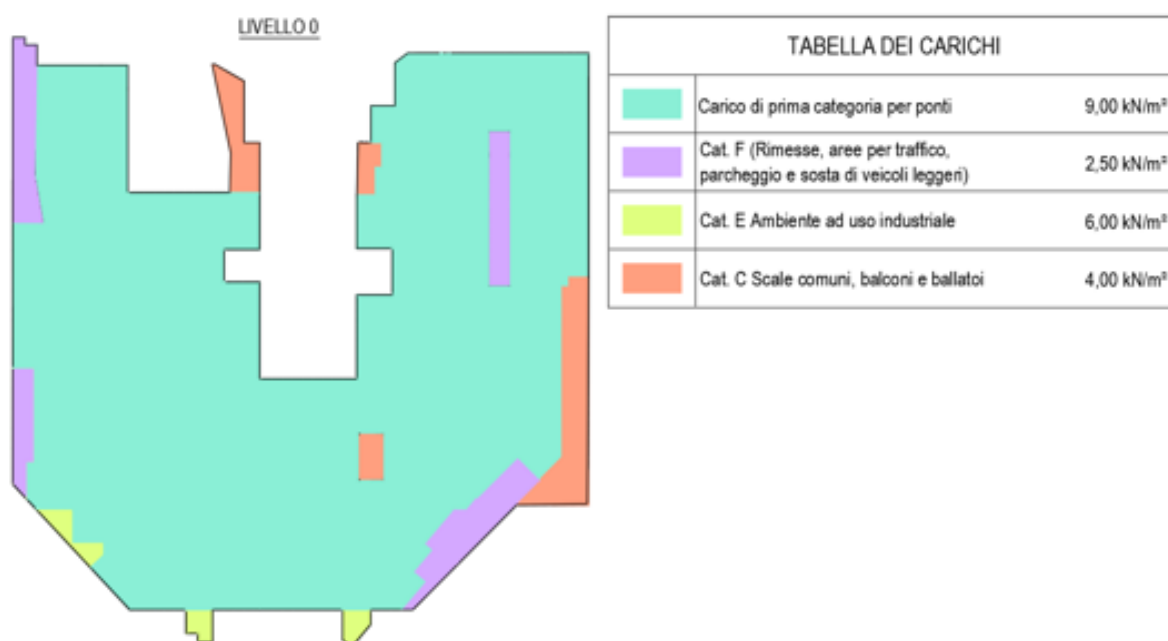 LIVELLO 0
TABELLA DEI CARICHI
Carico di prima categoria per ponti 9,00 kN/m²
Cat. F (Rimesse, aree per traffico,
parcheggio e sosta di veicoli leggeri) 2,50 kN/m²
Cat. E Ambiente ad uso industriale 6,00 kN/m²
Cat. C Scale comuni, balconi e ballatoi 4,00 kN/m²